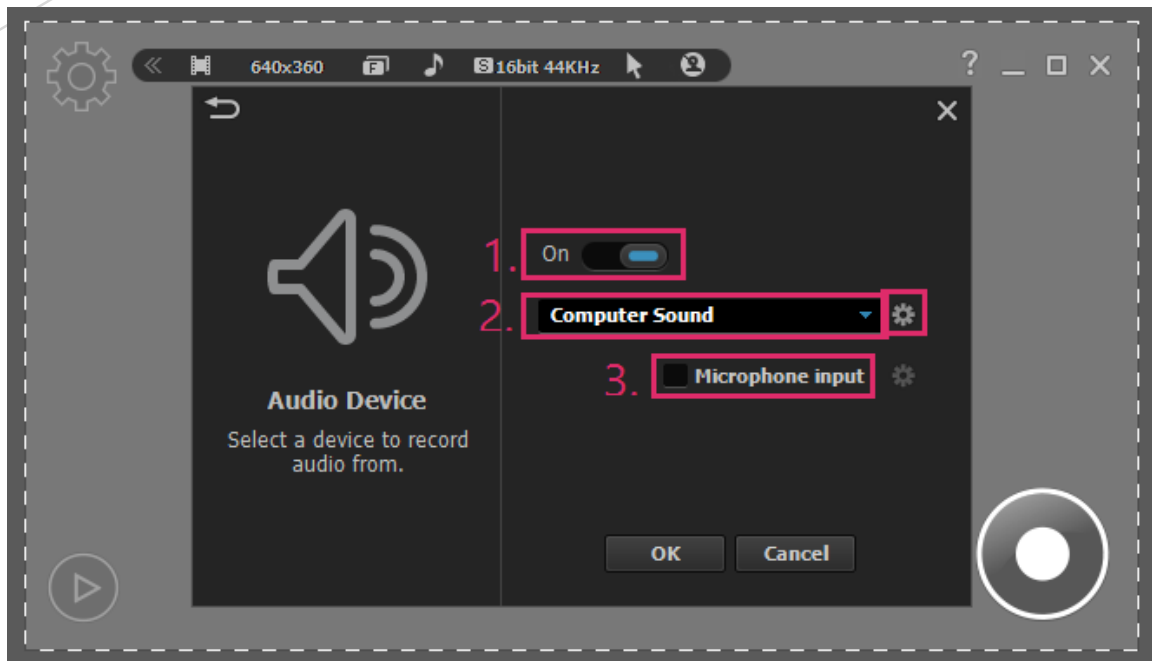 640x360 F S 16bit 44KHz ?
1. On
2. Computer Sound
3. Microphone input
Audio Device
Select a device to record
audio from.
OK Cancel